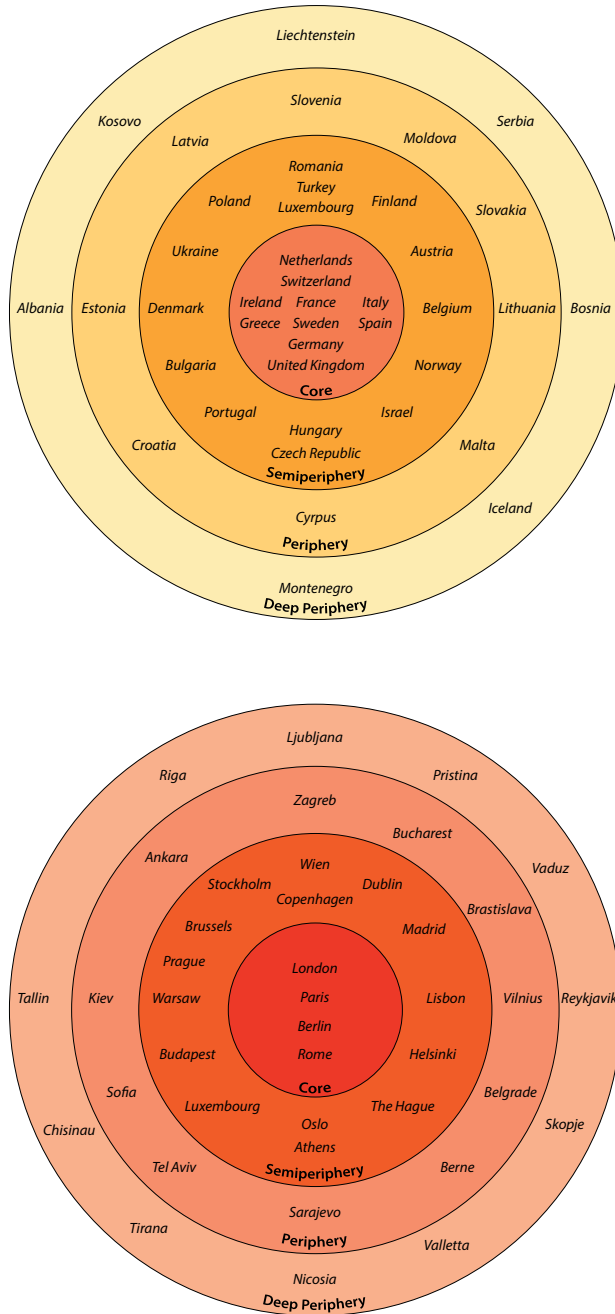 Liechtenstein
Kosovo
Serbia
Slovenia
Latvia
Moldova
Romania
Turkey
Luxembourg
Poland
Finland
Slovakia
Ukraine
Austria
Netherlands
Switzerland
Ireland France Italy
Greece Sweden Spain
Germany
United Kingdom
Core
Albania
Estonia
Denmark
Belgium
Lithuania
Bosnia
Bulgaria
Norway
Portugal
Israel
Hungary
Czech Republic
Semiperiphery
Croatia
Malta
Cyrpus
Periphery
Iceland
Montenegro
Deep Periphery
Ljubljana
Riga
Pristina
Zagreb
Bucharest
Ankara
Vaduz
Wien
Stockholm
Dublin
Copenhagen
Brastislava
Brussels
Madrid
Prague
London
Paris
Berlin
Rome
Core
Tallin
Kiev
Warsaw
Lisbon
Vilnius
Reykjavik
Budapest
Helsinki
Sofia
Belgrade
Luxembourg
The Hague
Oslo
Athens
Semiperiphery
Chisinau
Skopje
Tel Aviv
Berne
Sarajevo
Periphery
Tirana
Valletta
Nicosia
Deep Periphery